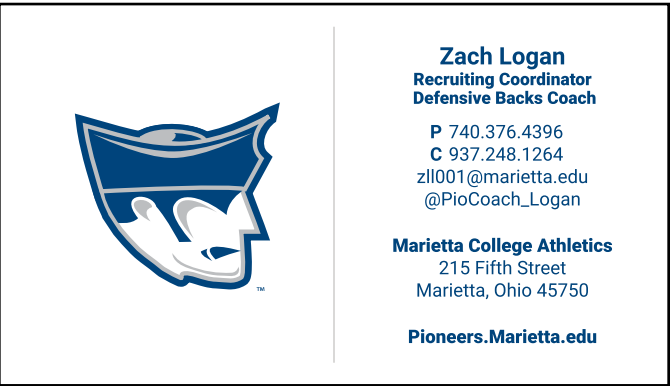 Zach Logan
Recruiting Coordinator
Defensive Backs Coach
P 740.376.4396
C 937.248.1264
zll001@marietta.edu
@PioCoach_Logan
Marietta College Athletics
215 Fifth Street
Marietta, Ohio 45750
Pioneers.Marietta.edu
TM